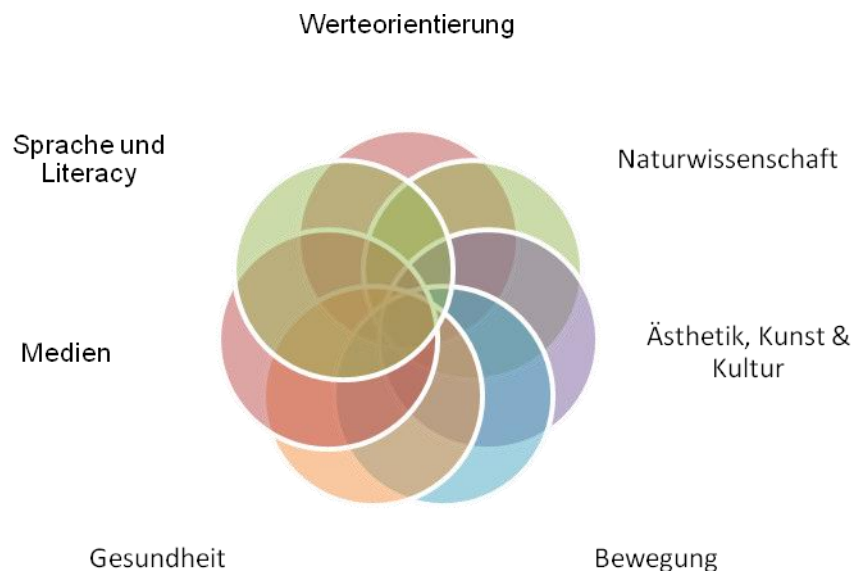 Werteorientierung
Sprache und
Literacy
Naturwissenschaft
Medien
Ästhetik, Kunst &
Kultur
Gesundheit
Bewegung